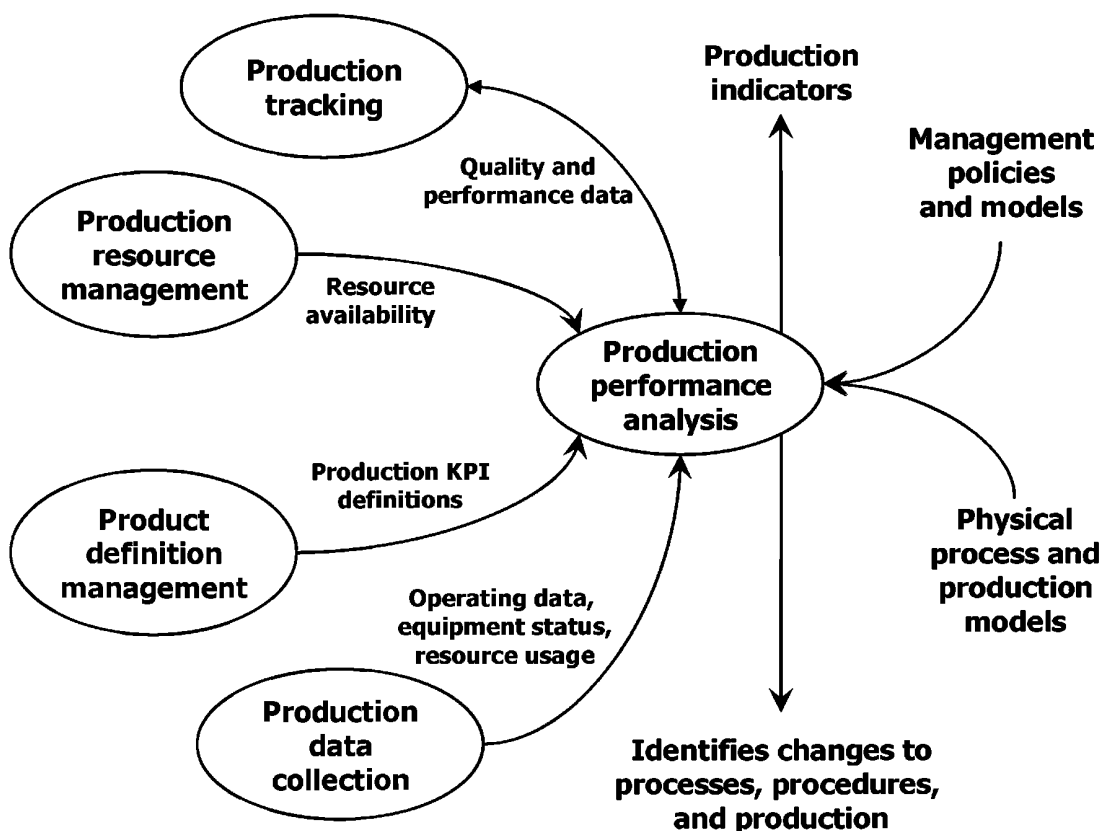 Production
tracking
Production
indicators
Management
policies
and models
Quality and
performance data
Production
resource
management
Resource
availability
Production
performance
analysis
Production KPI
definitions
Product
definition
management
Physical
process and
production
models
Operating data,
equipment status,
resource usage
Production
data
collection
Identifies changes to
processes, procedures,
and production